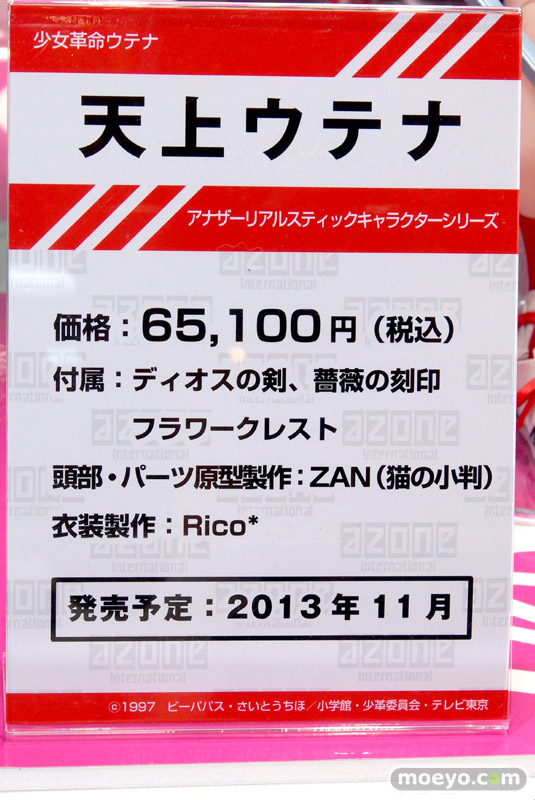 少女革命ウテナ
天上ウテナ
アナザーリアルスティックキャラクターシリーズ
azone
International
価格：65,100円（税込）
付属：ディオスの剣、薔薇の刻印
フラワークレスト
頭部・パーツ原型製作：ZAN（猫の小判）
衣装製作：Rico*
発売予定：2013年11月
©1997 ビーパパス・さいとうちほ／小学館・少革委員会・テレビ東京
moeyo.com